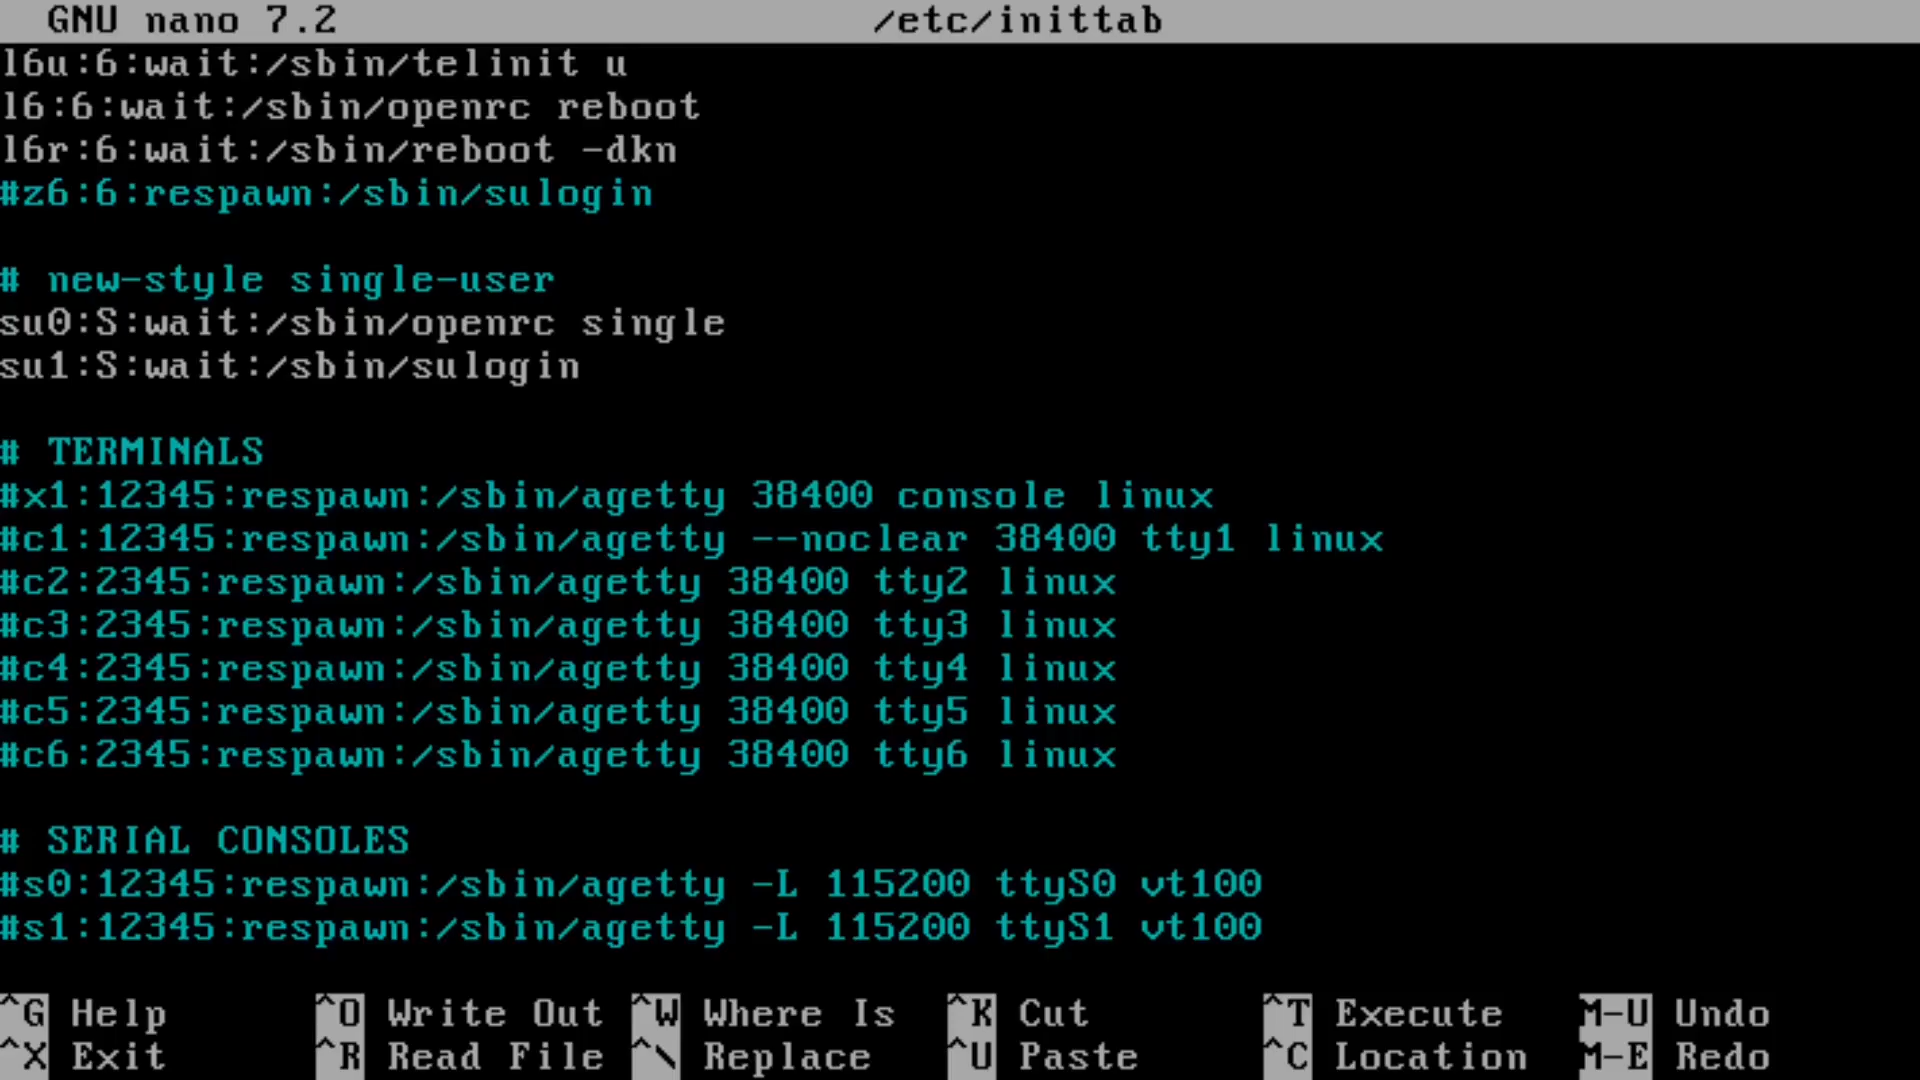 GNU nano 7.2 /etc/inittab
l6u:6:wait:/sbin/telinit u
l6:6:wait:/sbin/openrc reboot
l6r:6:wait:/sbin/reboot -dkn
#z6:6:respawn:/sbin/sulogin
# new-style single-user
su0:S:wait:/sbin/openrc single
su1:S:wait:/sbin/sulogin
# TERMINALS
#x1:12345:respawn:/sbin/agetty 38400 console linux
#c1:12345:respawn:/sbin/agetty --noclear 38400 tty1 linux
#c2:2345:respawn:/sbin/agetty 38400 tty2 linux
#c3:2345:respawn:/sbin/agetty 38400 tty3 linux
#c4:2345:respawn:/sbin/agetty 38400 tty4 linux
#c5:2345:respawn:/sbin/agetty 38400 tty5 linux
#c6:2345:respawn:/sbin/agetty 38400 tty6 linux
# SERIAL CONSOLES
#s0:12345:respawn:/sbin/agetty -L 115200 ttyS0 vt100
#s1:12345:respawn:/sbin/agetty -L 115200 ttyS1 vt100
^G Help ^O Write Out ^W Where Is ^K Cut ^T Execute M-U Undo
^X Exit ^R Read File ^\ Replace ^U Paste ^C Location M-E Redo